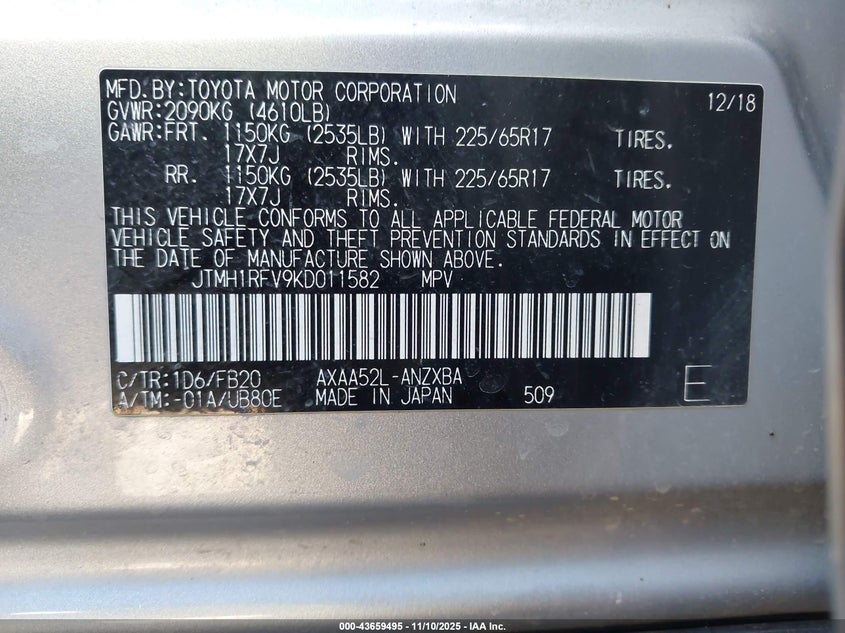 MFD.BY:TOYOTA MOTOR CORPORATION 12/18
GVWR:2090KG (4610LB)
GAWR:FRT. 1150KG (2535LB) WITH 225/65R17 TIRES.
17X7J RIMS.
RR. 1150KG (2535LB) WITH 225/65R17 TIRES.
17X7J RIMS.
THIS VEHICLE CONFORMS TO ALL APPLICABLE FEDERAL MOTOR
VEHICLE SAFETY AND THEFT PREVENTION STANDARDS IN EFFECT ON
THE DATE OF MANUFACTURE SHOWN ABOVE.
JTMH1RFV9KD011582 MPV
C/TR:1D6/FB20 AXAA52L-ANZXBA
A/TM:-01A/UB80E MADE IN JAPAN 509 E
000-43659495 - 11/10/2025 - IAA Inc.